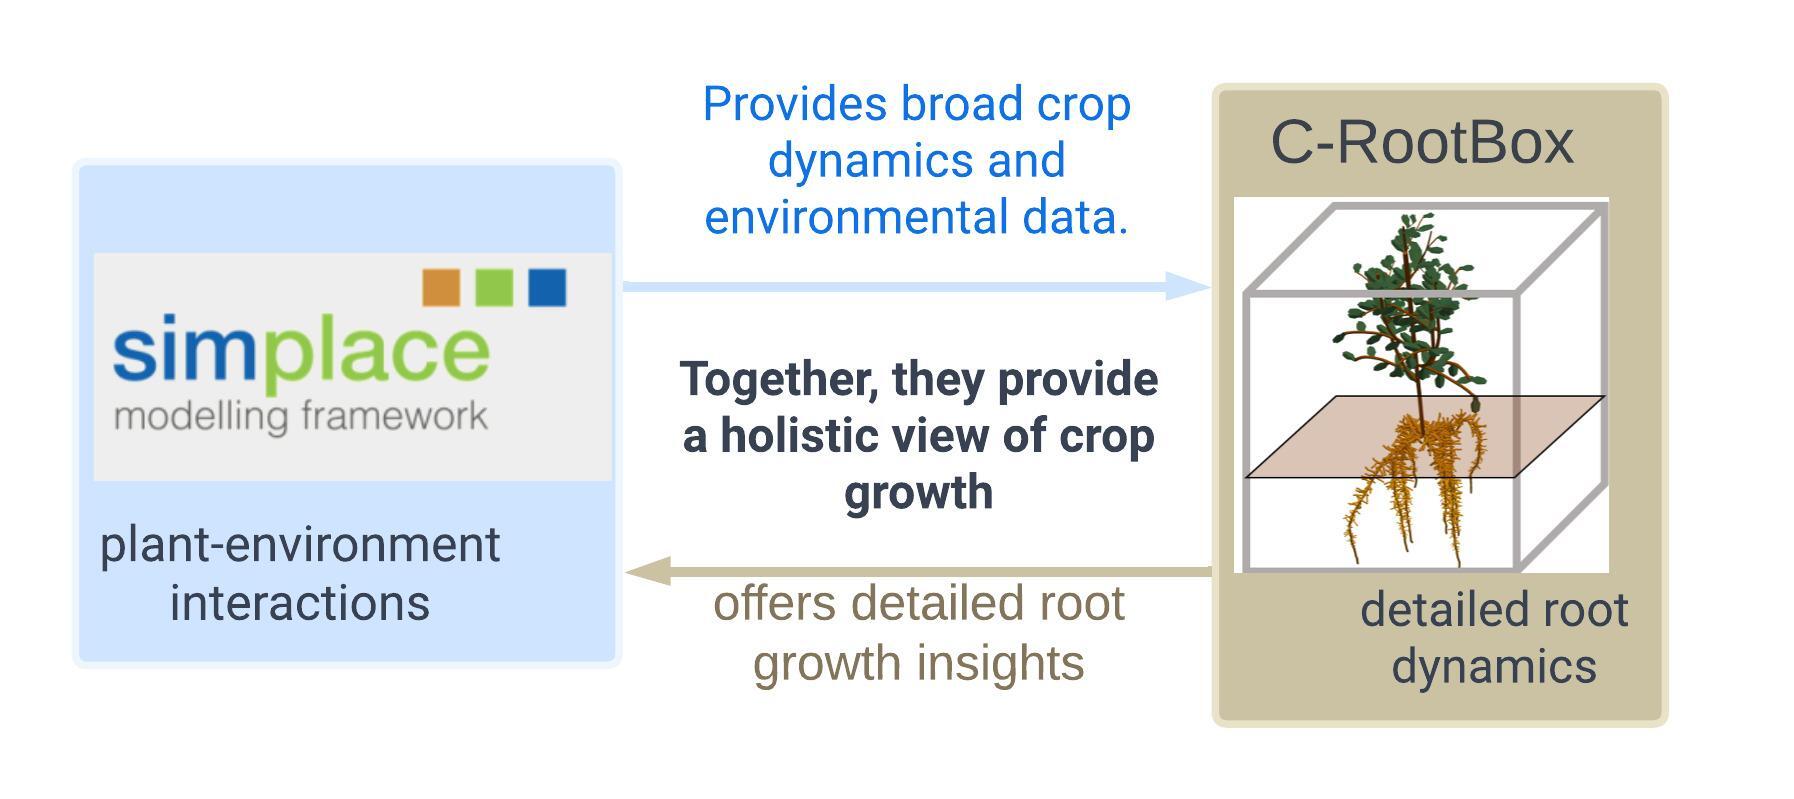 simplace
modelling framework
plant-environment
interactions
Provides broad crop
dynamics and
environmental data.
Together, they provide
a holistic view of crop
growth
offers detailed root
growth insights
C-RootBox
detailed root
dynamics